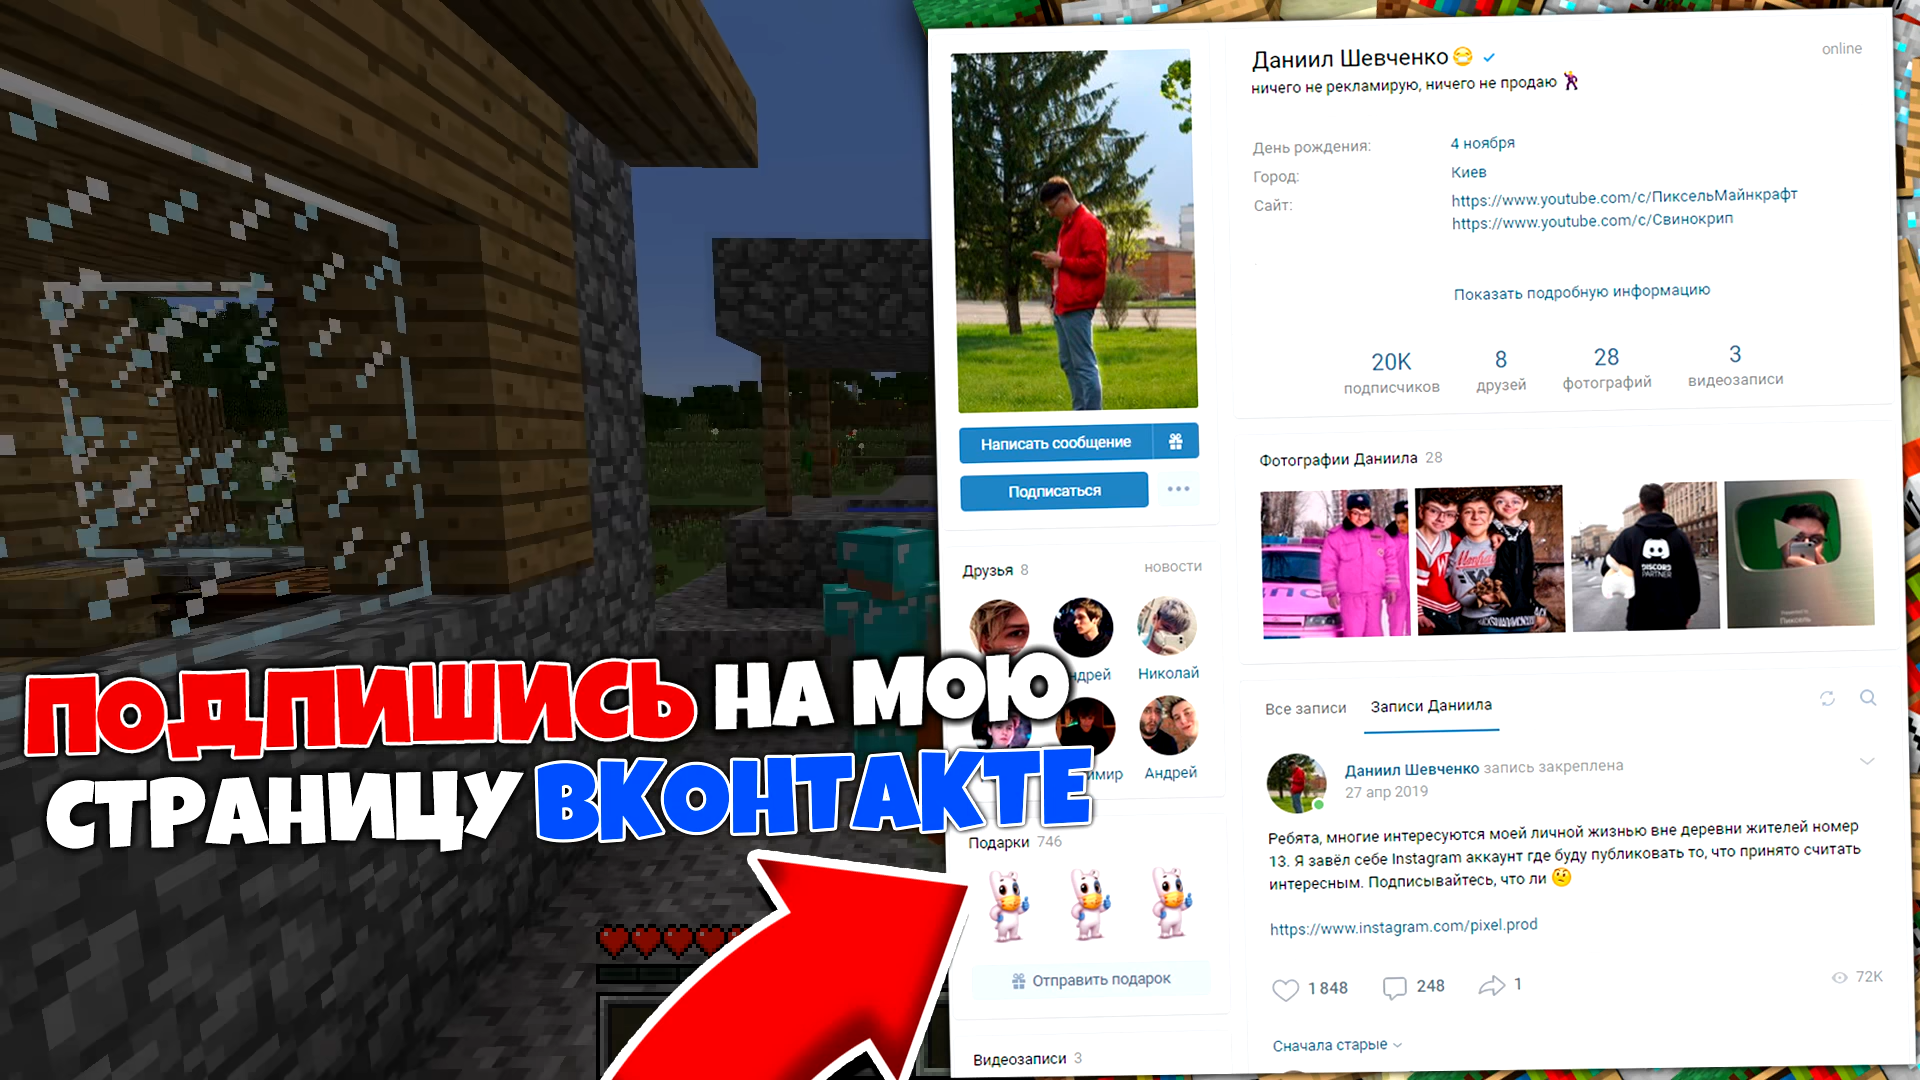 ПОДПИШИСЬ НА МОЮ
СТРАНИЦУ ВКОНТАКТЕ
Даниил Шевченко
online
ничего не рекламирую, ничего не продаю
День рождения: 4 ноября
Город: Киев
Сайт: https://www.youtube.com/c/ПиксельМайнкрафт
https://www.youtube.com/c/Свинокрип
Показать подробную информацию
20K 8 28 3
подписчиков друзей фотографий видеозаписи
Написать сообщение
Подписаться
Фотографии Даниила 28
DISCORD
PARTNER
Пиксель
Друзья 8 новости
Николай
Андрей
Подарки 746
Отправить подарок
Видеозаписи 3
Все записи Записи Даниила
Даниил Шевченко запись закреплена
27 апр 2019
Ребята, многие интересуются моей личной жизнью вне деревни жителей номер
13. Я завёл себе Instagram аккаунт где буду публиковать то, что принято считать
интересным. Подписывайтесь, что ли
https://www.instagram.com/pixel.prod
1 848 248 1 72K
Сначала старые